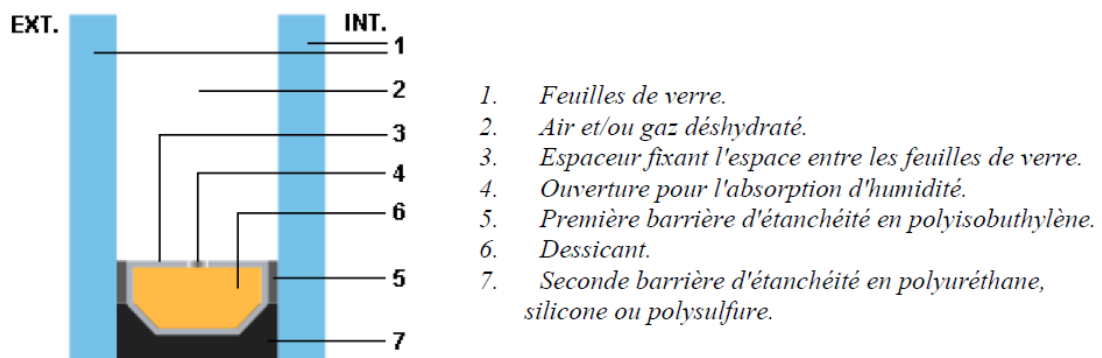 EXT.
INT.
1
2
3
4
6
5
7
1. Feuilles de verre.
2. Air et/ou gaz déshydraté.
3. Espaceur fixant l'espace entre les feuilles de verre.
4. Ouverture pour l'absorption d'humidité.
5. Première barrière d'étanchéité en polyisobuthylène.
6. Dessicant.
7. Seconde barrière d'étanchéité en polyuréthane,
silicone ou polysulfure.